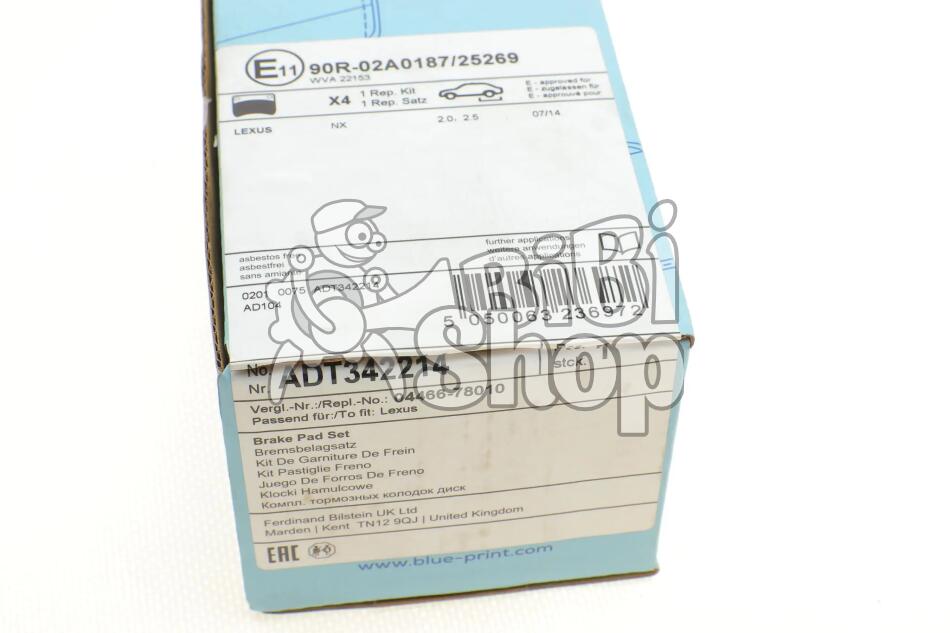 E11 90R-02A0187/25269
WVA 22153
X4 1 Rep. Kit
1 Rep. Satz
E - approved for
E - zugelassen für
E - approuvé pour
LEXUS NX 2.0, 2.5 07/14
asbestos free
asbestfrei
sans amiante
further applications
weitere anwendungen
d'autres applications
0201 0075 ADT342214
AD104
5 050063 236972
BiBi
Shop
No.
Nr. ADT342214
stck.
Vergl.-Nr.:/Repl.-No.: 04466-78010
Passend für:/To fit: Lexus
Brake Pad Set
Bremsbelagsatz
Kit De Garniture De Frein
Kit Pastiglie Freno
Juego De Forros De Freno
Klocki Hamulcowe
Компл. тормозных колодок диск
Ferdinand Bilstein UK Ltd
Marden | Kent TN12 9QJ | United Kingdom
EAC
www.blue-print.com